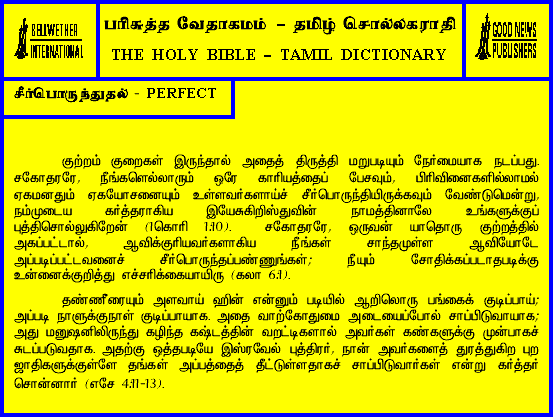 BELLWETHER
INTERNATIONAL
பரிசுத்த வேதாகமம் – தமிழ் சொல்லகராதி
THE HOLY BIBLE – TAMIL DICTIONARY
GOOD NEWS
PUBLISHERS
சீர்பொருந்துதல் - PERFECT
குற்றம் குறைகள் இருந்தால் அதைத் திருத்தி மறுபடியும் நேர்மையாக நடப்பது.
சகோதரரே, நீங்களெல்லாரும் ஒரே காரியத்தைப் பேசவும், பிரிவினைகளில்லாமல்
ஏகமனதும் ஏகயோசனையும் உள்ளவர்களாய்ச் சீர்பொருந்தியிருக்கவும் வேண்டுமென்று,
நம்முடைய கர்த்தராகிய இயேசுகிறிஸ்துவின் நாமத்தினாலே உங்களுக்குப்
புத்திசொல்லுகிறேன் (1கொரி 1:10). சகோதரரே, ஒருவன் யாதொரு குற்றத்தில்
அகப்பட்டால், ஆவிக்குரியவர்களாகிய நீங்கள் சாந்தமுள்ள ஆவியோடே
அப்படிப்பட்டவனைச் சீர்பொருந்தப்பண்ணுங்கள்; நீயும் சோதிக்கப்படாதபடிக்கு
உன்னைக்குறித்து எச்சரிக்கையாயிரு (கலா 6:1).
தண்ணீரையும் அளவாய் ஹின் என்னும் படியில் ஆறிலொரு பங்கைக் குடிப்பாய்;
அப்படி நாளுக்குநாள் குடிப்பாயாக. அதை வாற்கோதுமை அடையைப்போல் சாப்பிடுவாயாக;
அது மனுஷனிலிருந்து கழிந்த கஷ்டத்தின் வறட்டிகளால் அவர்கள் கண்களுக்கு முன்பாகச்
சுடப்படுவதாக. அதற்கு ஒத்தபடியே இஸ்ரவேல் புத்திரர், நான் அவர்களைத் துரத்துகிற புற
ஜாதிகளுக்குள்ளே தங்கள் அப்பத்தைத் தீட்டுள்ளதாகச் சாப்பிடுவார்கள் என்று கர்த்தர்
சொன்னார் (எசே 4:11-13).